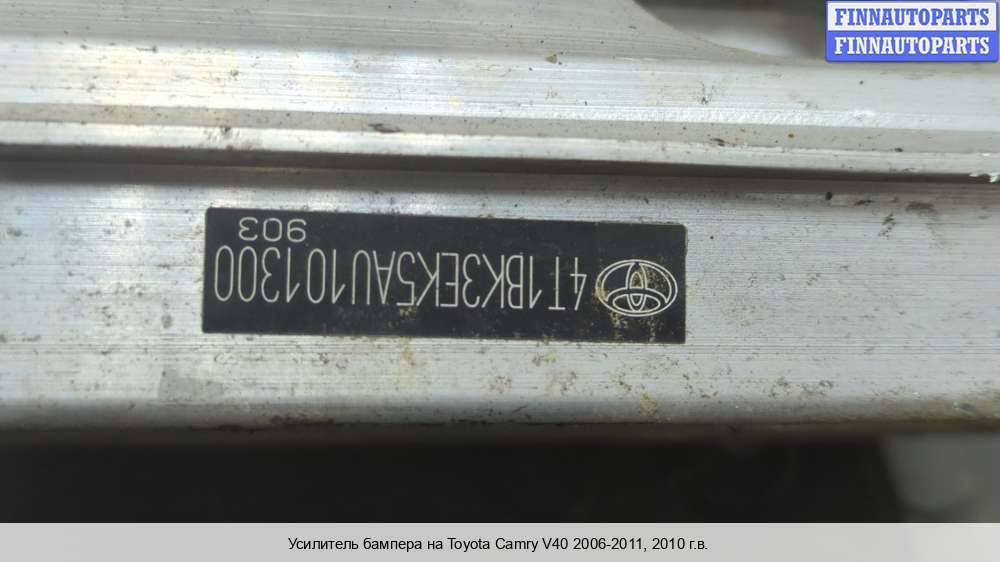 FINNAUTOPARTS
FINNAUTOPARTS
4T1BK3EK5AU101300
903
Усилитель бампера на Toyota Camry V40 2006-2011, 2010 г.в.